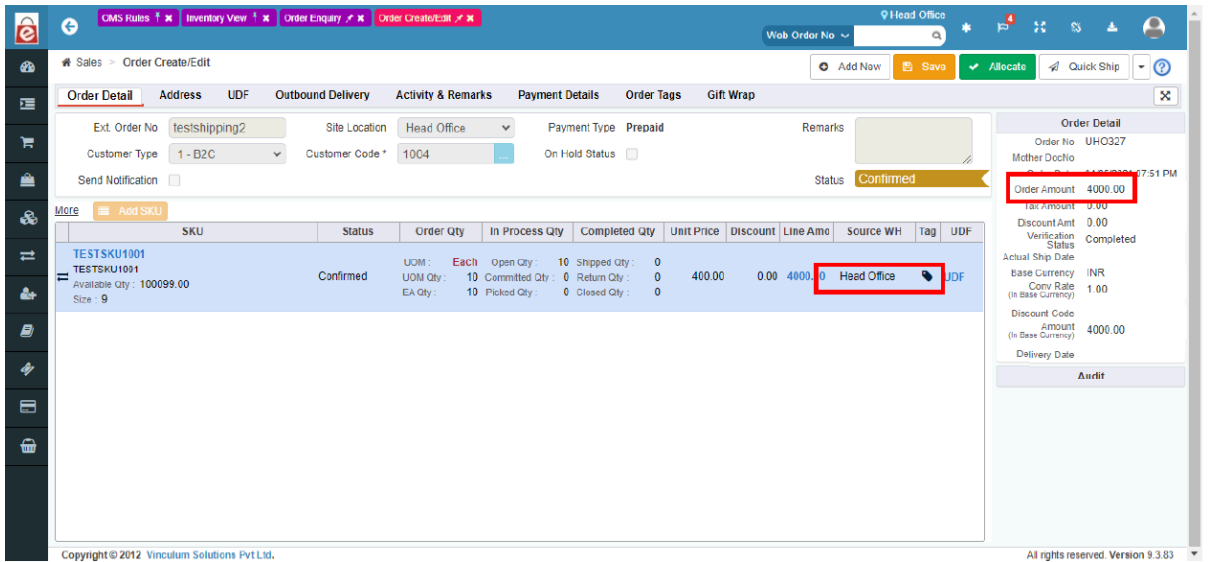 OMS Rules Inventory View Order Enquiry Order Create/Edit
Head Office
Web Order No
4
Sales > Order Create/Edit
Add New Save Allocate Quick Ship
Order Detail Address UDF Outbound Delivery Activity & Remarks Payment Details Order Tags Gift Wrap
Ext. Order No testshipping2 Site Location Head Office Payment Type Prepaid Remarks
Customer Type 1 - B2C Customer Code * 1004 ... On Hold Status
Send Notification Status Confirmed
More Add SKU
SKU Status Order Qty In Process Qty Completed Qty Unit Price Discount Line Amo Source WH Tag UDF
TESTSKU1001
TESTSKU1001
Available Qty : 100099.00
Size : 9
Confirmed
UOM : Each Open Qty : 10 Shipped Qty : 0
UOM Qty : 10 Committed Qty : 0 Return Qty : 0
EA Qty : 10 Picked Qty : 0 Closed Qty : 0
400.00 0.00 4000. 0 Head Office UDF
Order Detail
Order No UHO327
Mother DocNo
07:51 PM
Order Amount 4000.00
Tax Amount 0.00
Discount Amt 0.00
Verification Status Completed
Actual Ship Date
Base Currency INR
Conv Rate 1.00
(In Base Currency)
Discount Code
Amount 4000.00
(In Base Currency)
Delivery Date
Audit
Copyright © 2012 Vinculum Solutions Pvt Ltd.
All rights reserved. Version 9.3.83